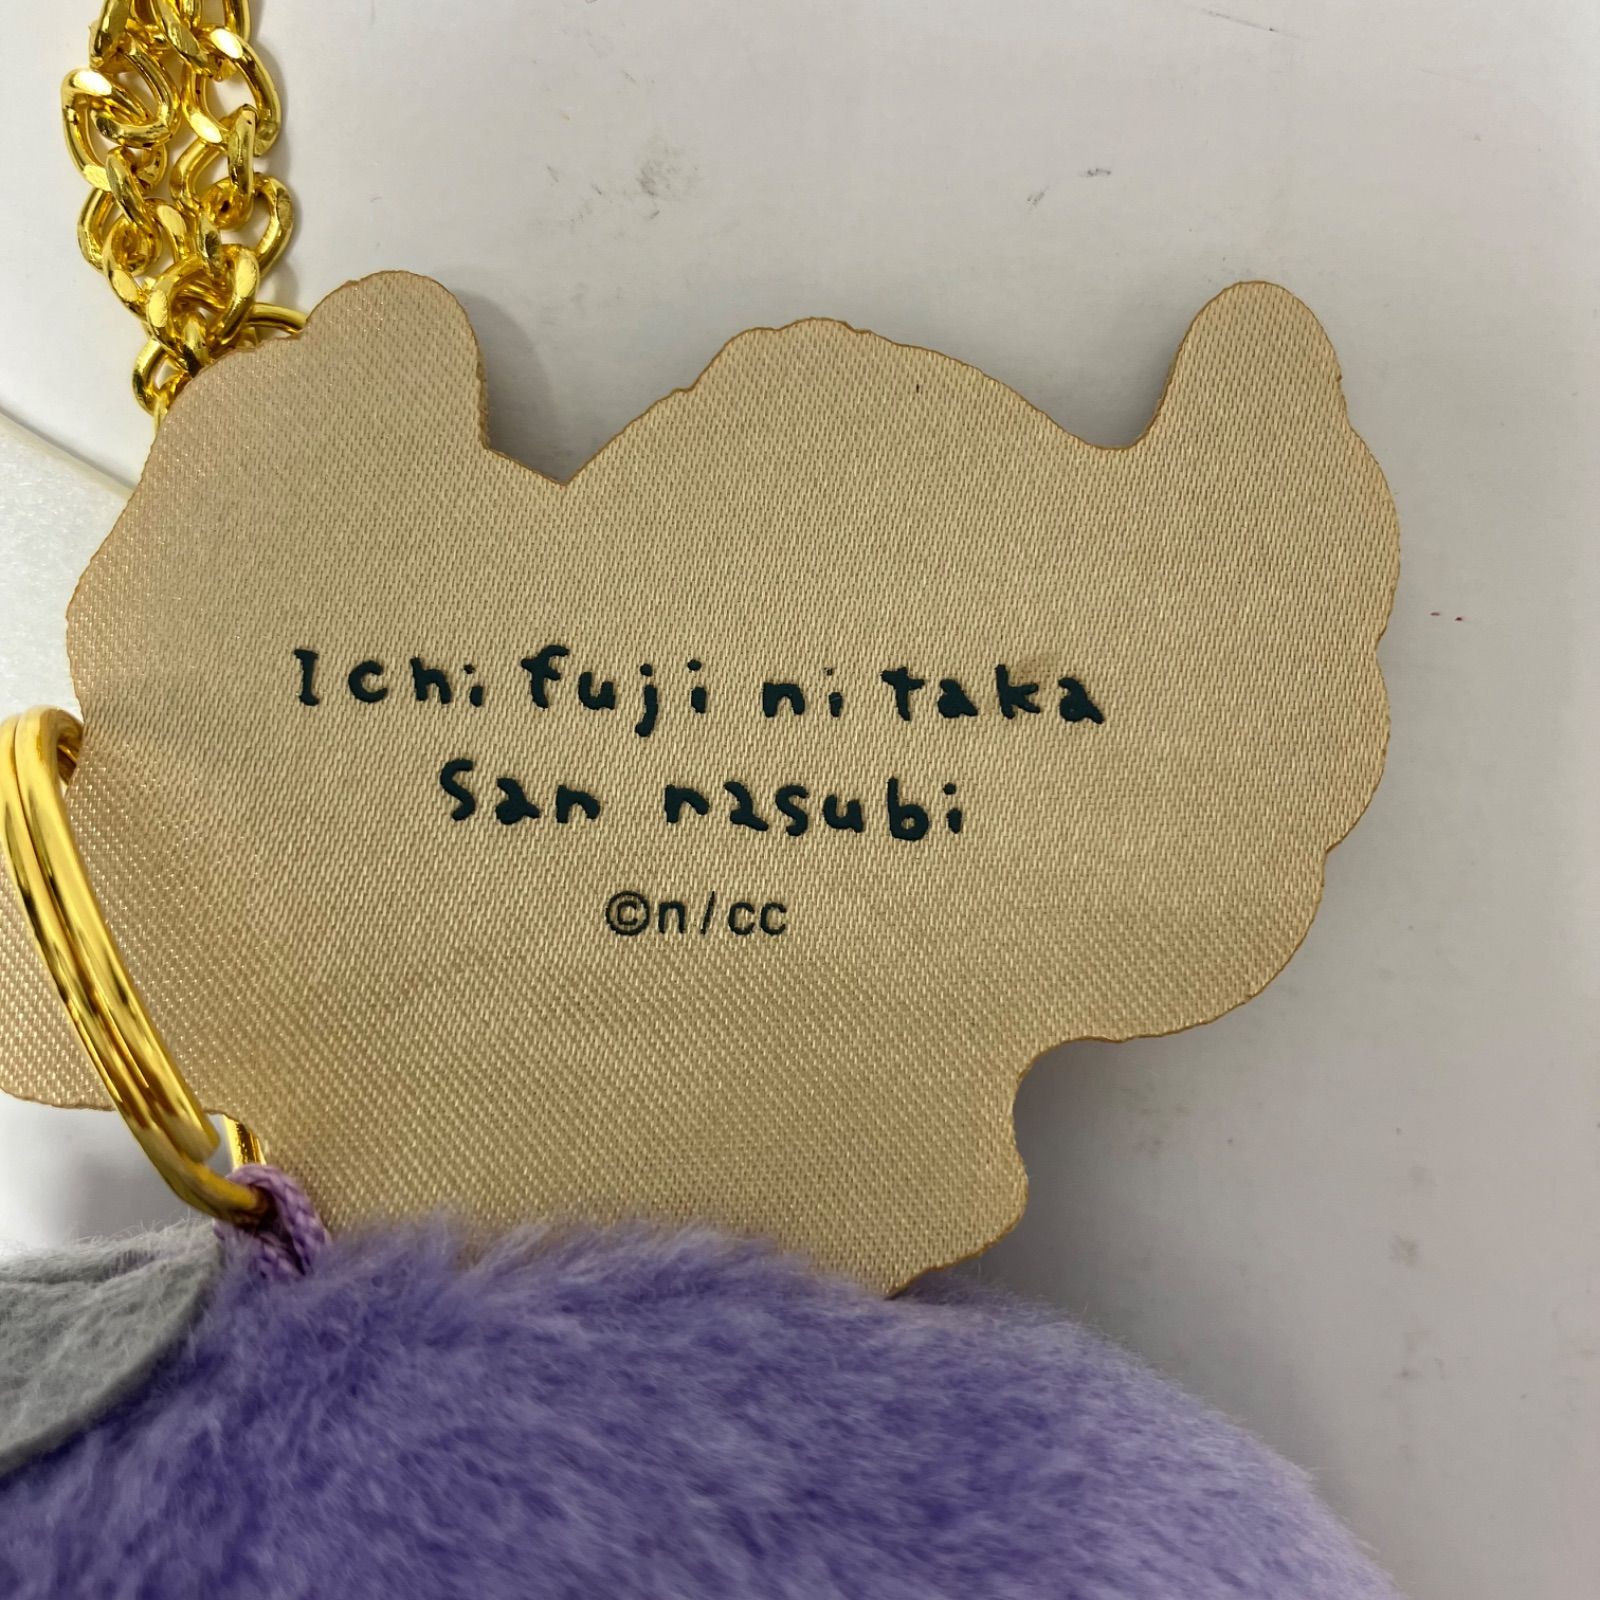 Ichi fuji ni taka
San nasubi
©n/cc